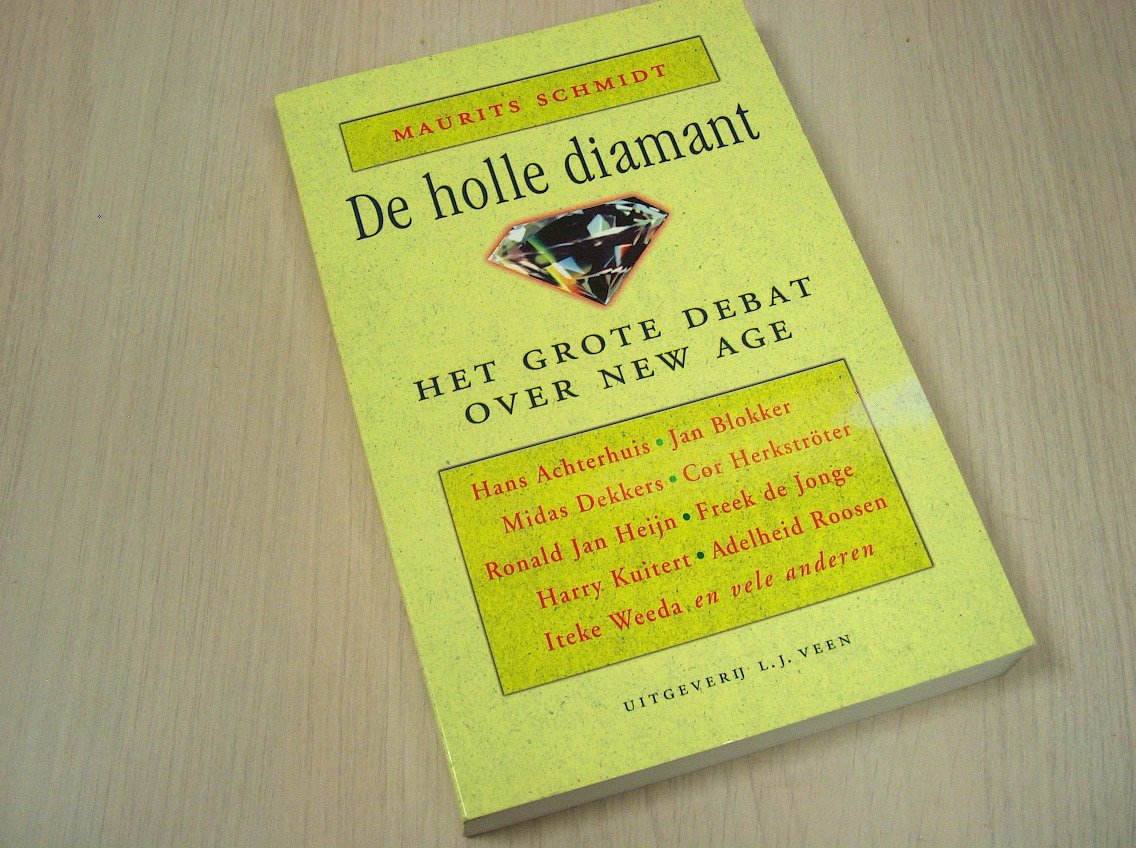 MAURITS SCHMIDT
De holle diamant
HET GROTE DEBAT
OVER NEW AGE
Hans Achterhuis • Jan Blokker
Midas Dekkers • Cor Herkströter
Ronald Jan Heijn • Freek de Jonge
Harry Kuitert • Adelheid Roosen
Iteke Weeda en vele anderen
UITGEVERIJ L.J. VEEN